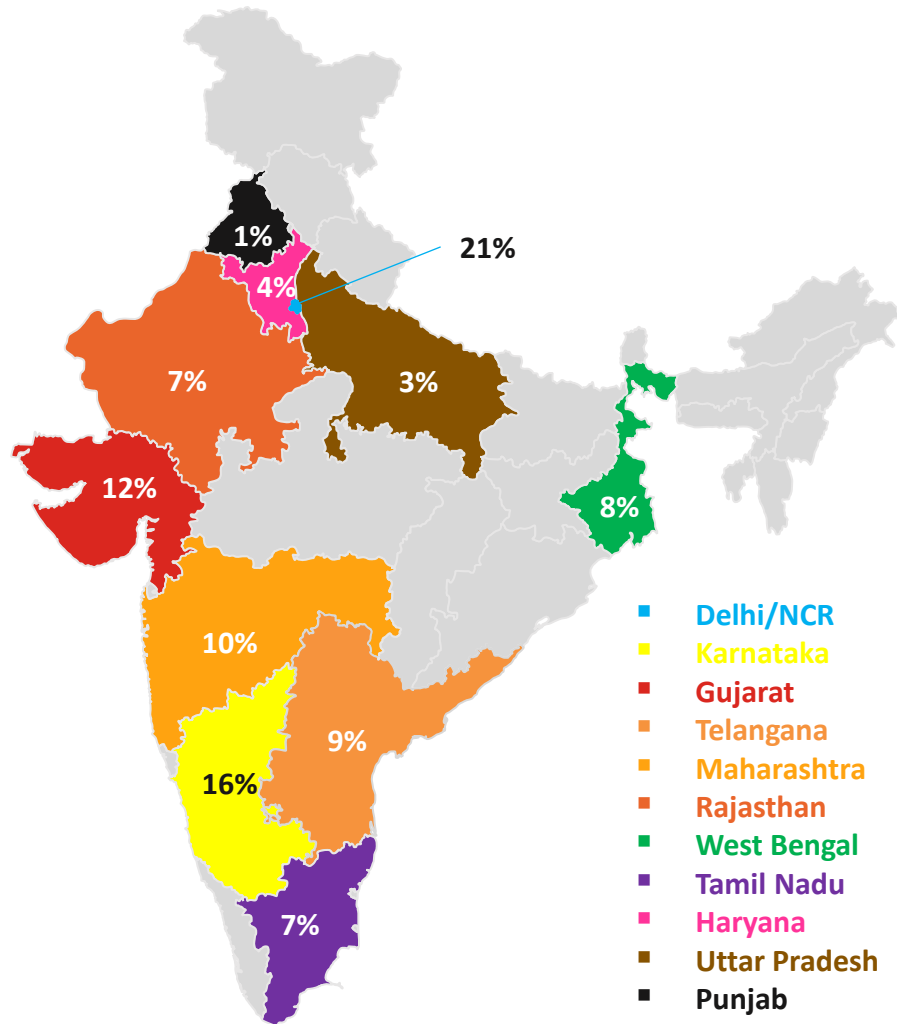 1%
21%
4%
7%
3%
12%
8%
10%
9%
16%
7%
Delhi/NCR
Karnataka
Gujarat
Telangana
Maharashtra
Rajasthan
West Bengal
Tamil Nadu
Haryana
Uttar Pradesh
Punjab